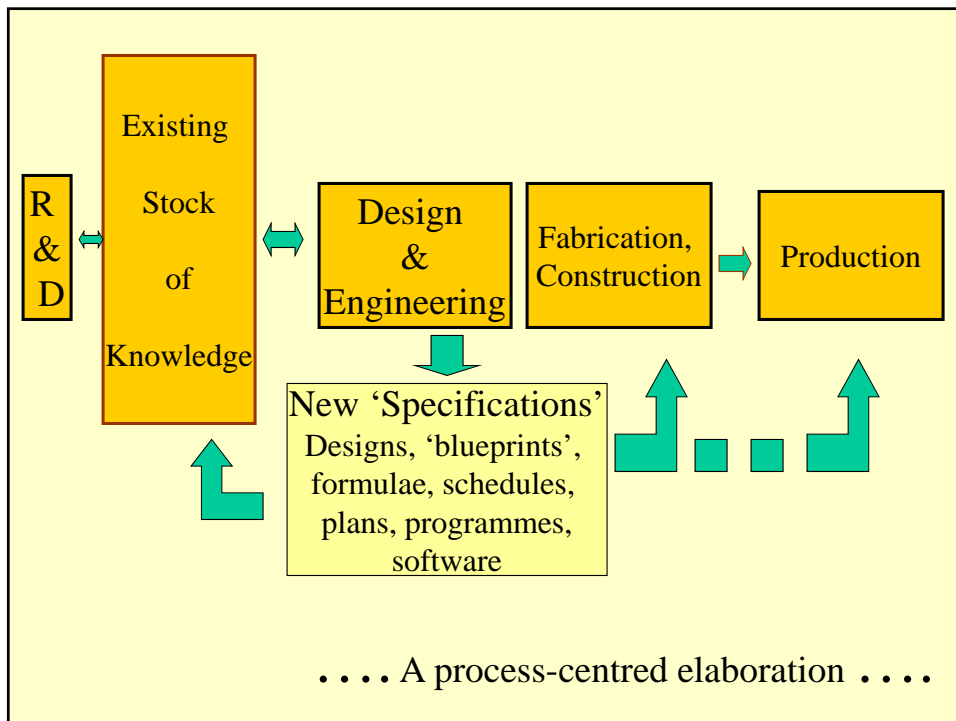 R
&
D
Existing
Stock
of
Knowledge
Design
&
Engineering
Fabrication,
Construction
Production
New ‘Specifications’
Designs, ‘blueprints’,
formulae, schedules,
plans, programmes,
software
. . . . A process-centred elaboration . . . .